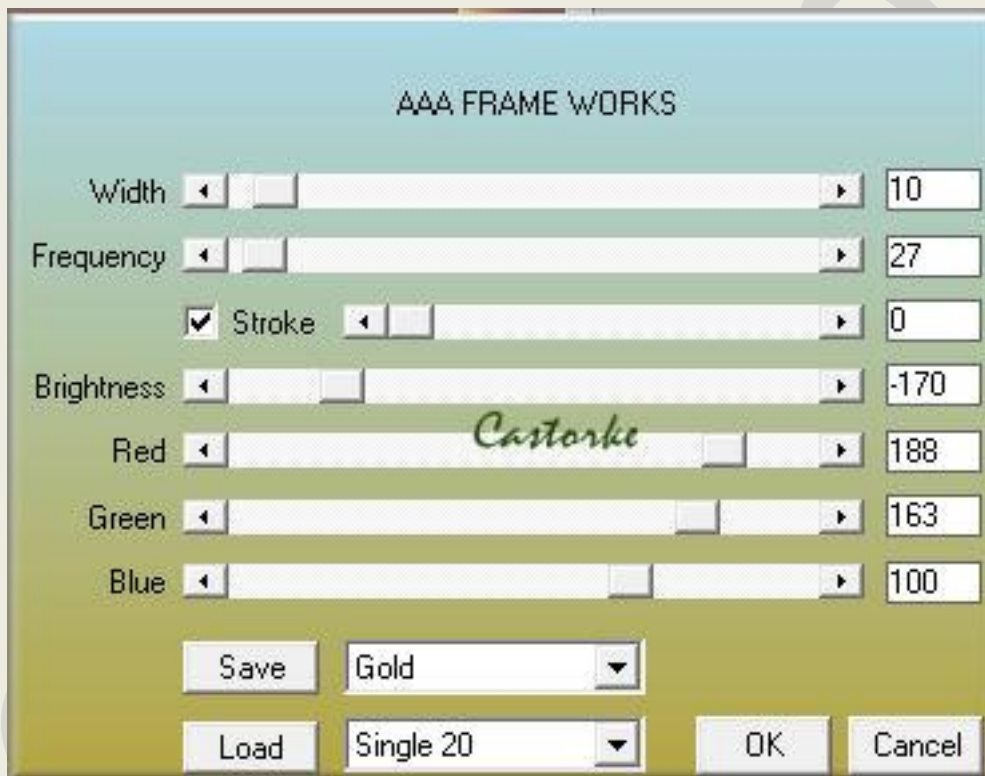 AAA FRAME WORKS
Width 10
Frequency 27
Stroke 0
Brightness -170
Castorke
Red 188
Green 163
Blue 100
Save Gold
Load Single 20 OK Cancel